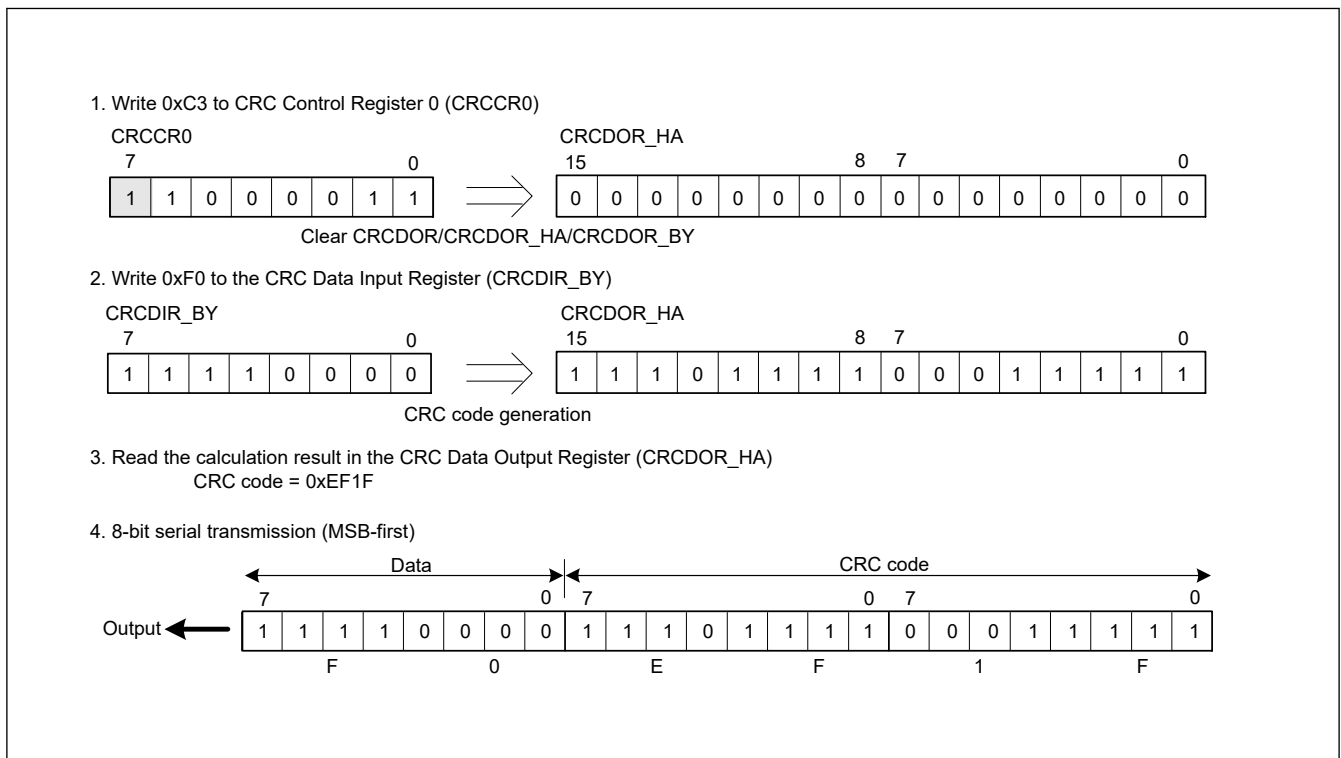 1. Write 0xC3 to CRC Control Register 0 (CRCCR0)
CRCCR0 CRCDOR_HA
7 0 15 8 7 0
1 1 0 0 0 0 1 1 0 0 0 0 0 0 0 0 0 0 0 0 0 0 0 0
Clear CRCDOR/CRCDOR_HA/CRCDOR_BY
2. Write 0xF0 to the CRC Data Input Register (CRCDIR_BY)
CRCDIR_BY CRCDOR_HA
7 0 15 8 7 0
1 1 1 1 0 0 0 0 1 1 1 0 1 1 1 1 0 0 0 1 1 1 1 1
CRC code generation
3. Read the calculation result in the CRC Data Output Register (CRCDOR_HA)
CRC code = 0xEF1F
4. 8-bit serial transmission (MSB-first)
Data CRC code
7 0 7 0 7 0
Output 1 1 1 1 0 0 0 0 1 1 1 0 1 1 1 1 0 0 0 1 1 1 1 1
F 0 E F 1 F